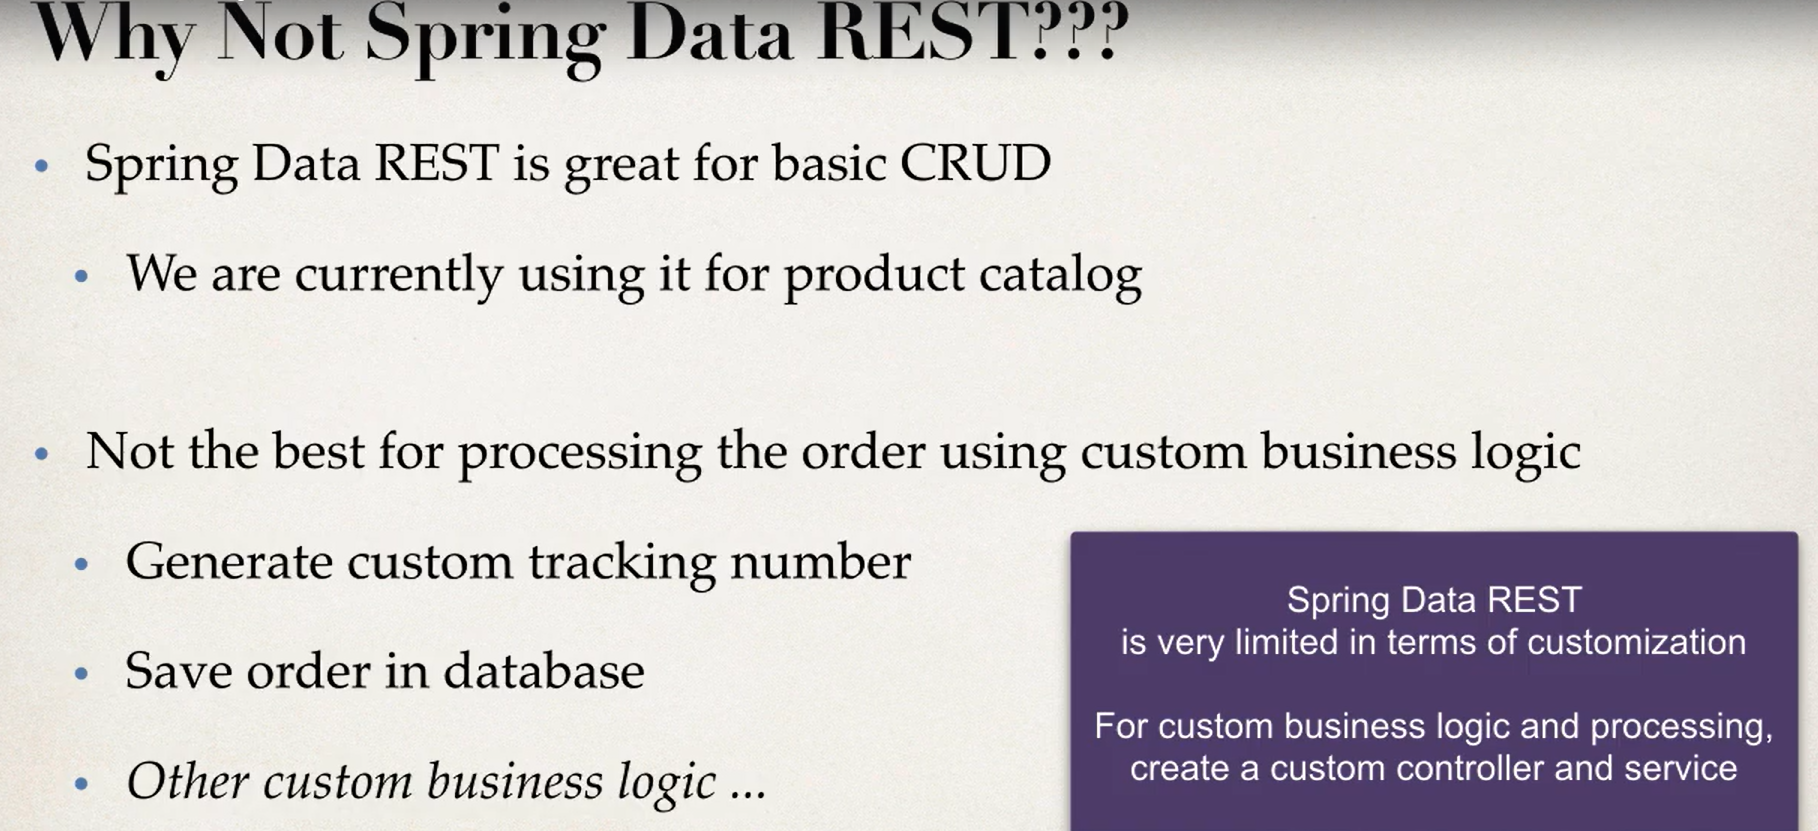 Why Not Spring Data REST???
• Spring Data REST is great for basic CRUD
• We are currently using it for product catalog
• Not the best for processing the order using custom business logic
• Generate custom tracking number
• Save order in database
• Other custom business logic ...
Spring Data REST
is very limited in terms of customization
For custom business logic and processing,
create a custom controller and service